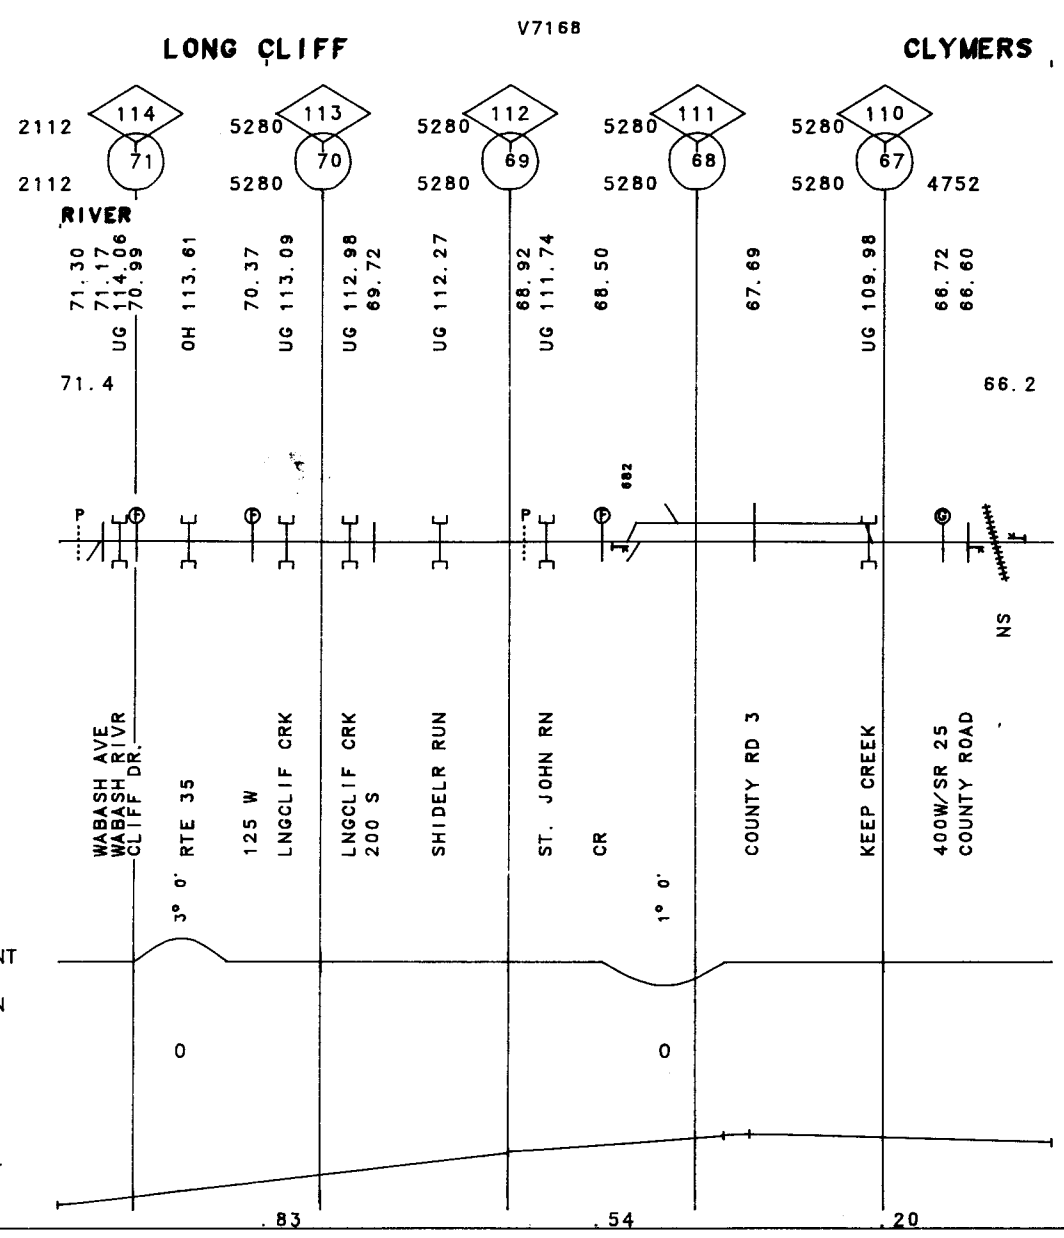 V7168
LONG CLIFF CLYMERS
114 113 112 111 110
2112 5280 5280 5280 5280
71 70 69 68 67
2112 5280 5280 5280 5280 4752
RIVER
71.30
71.17
UG 114.06
70.99
OH 113.61
70.37
UG 113.09
UG 112.98
69.72
UG 112.27
68.92
UG 111.74
68.50
67.69
UG 109.98
66.72
66.60
71.4 66.2
682
P F F P F G
NS
WABASH AVE
WABASH RIVR
CLIFF DR.
RTE 35
125 W
LNGCLIF CRK
LNGCLIF CRK
200 S
SHIDELR RUN
ST. JOHN RN
CR
COUNTY RD 3
KEEP CREEK
400W/SR 25
COUNTY ROAD
3° 0' 1° 0'
NT
N
0 0
.83 .54 .20